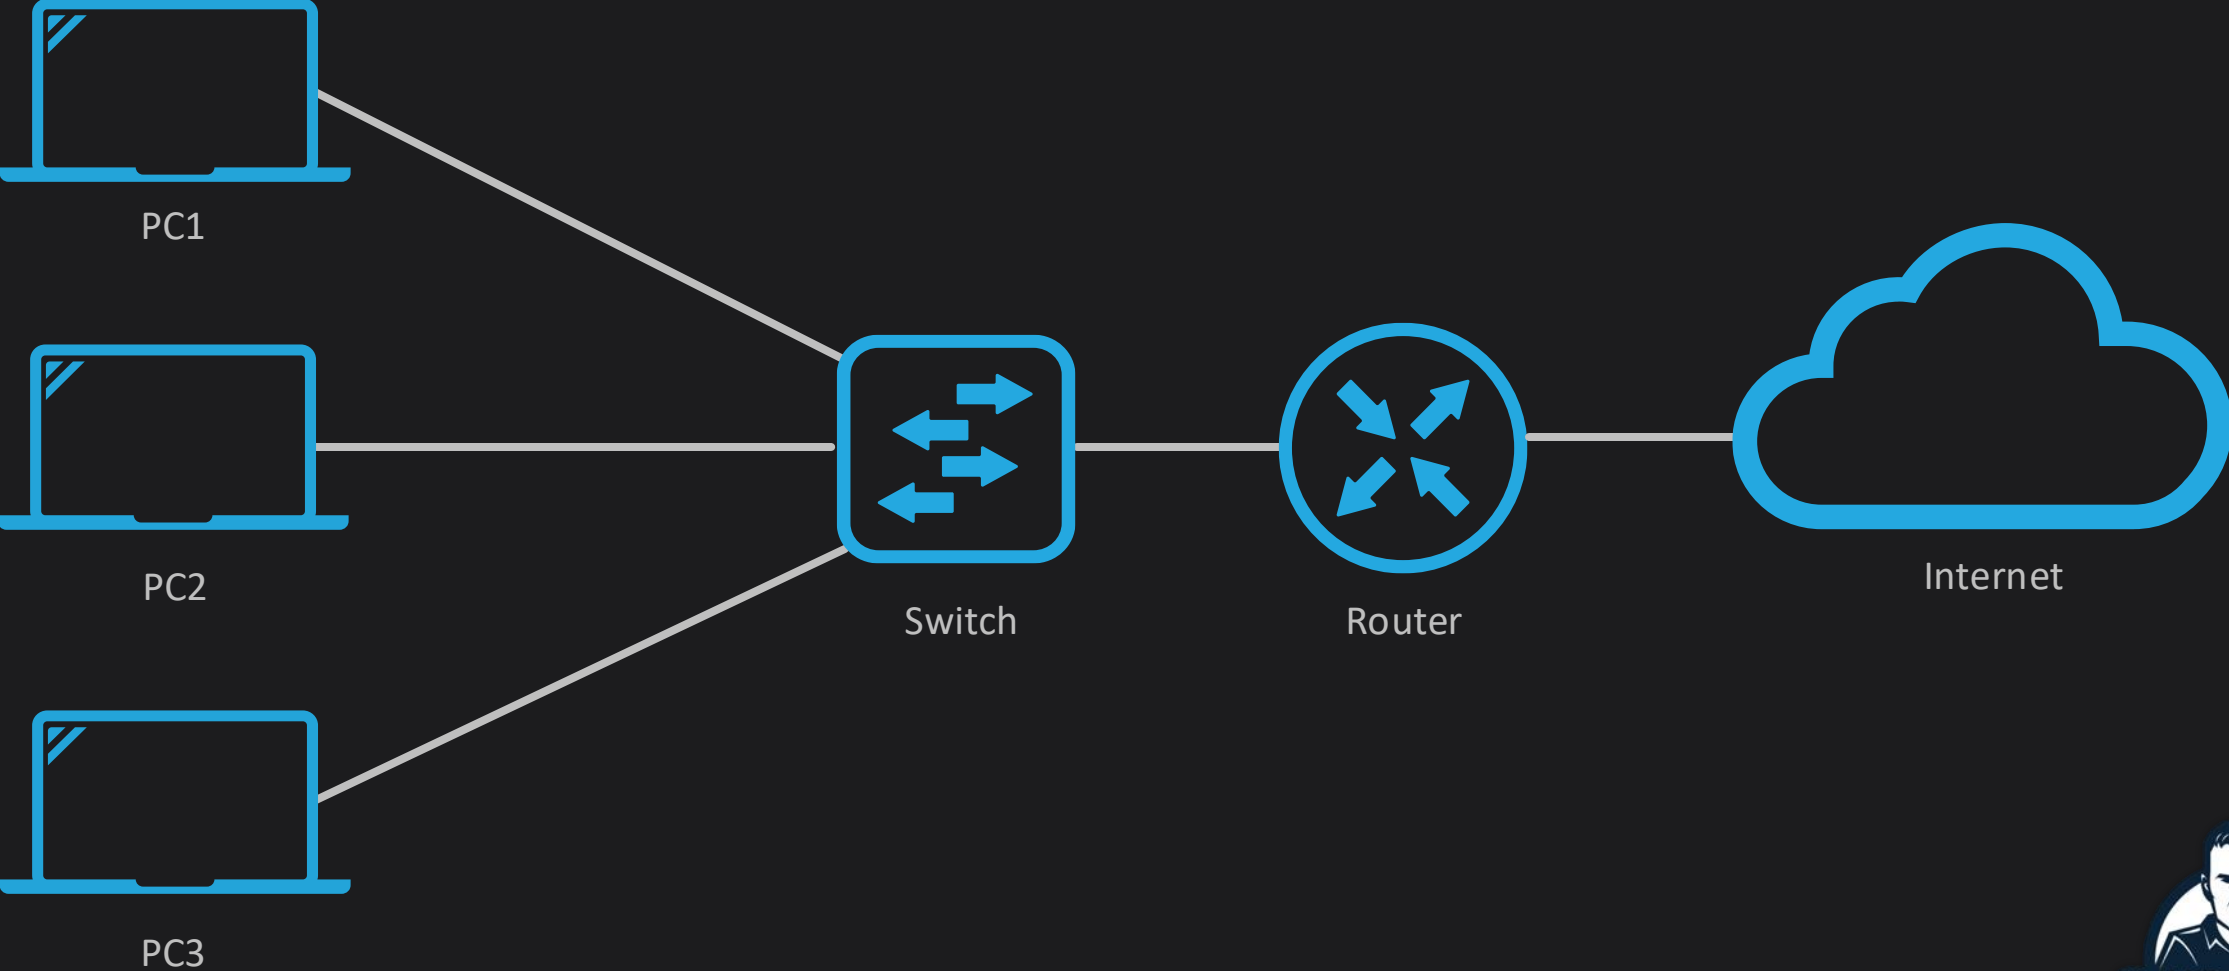 PC1
PC2
PC3
Switch
Router
Internet